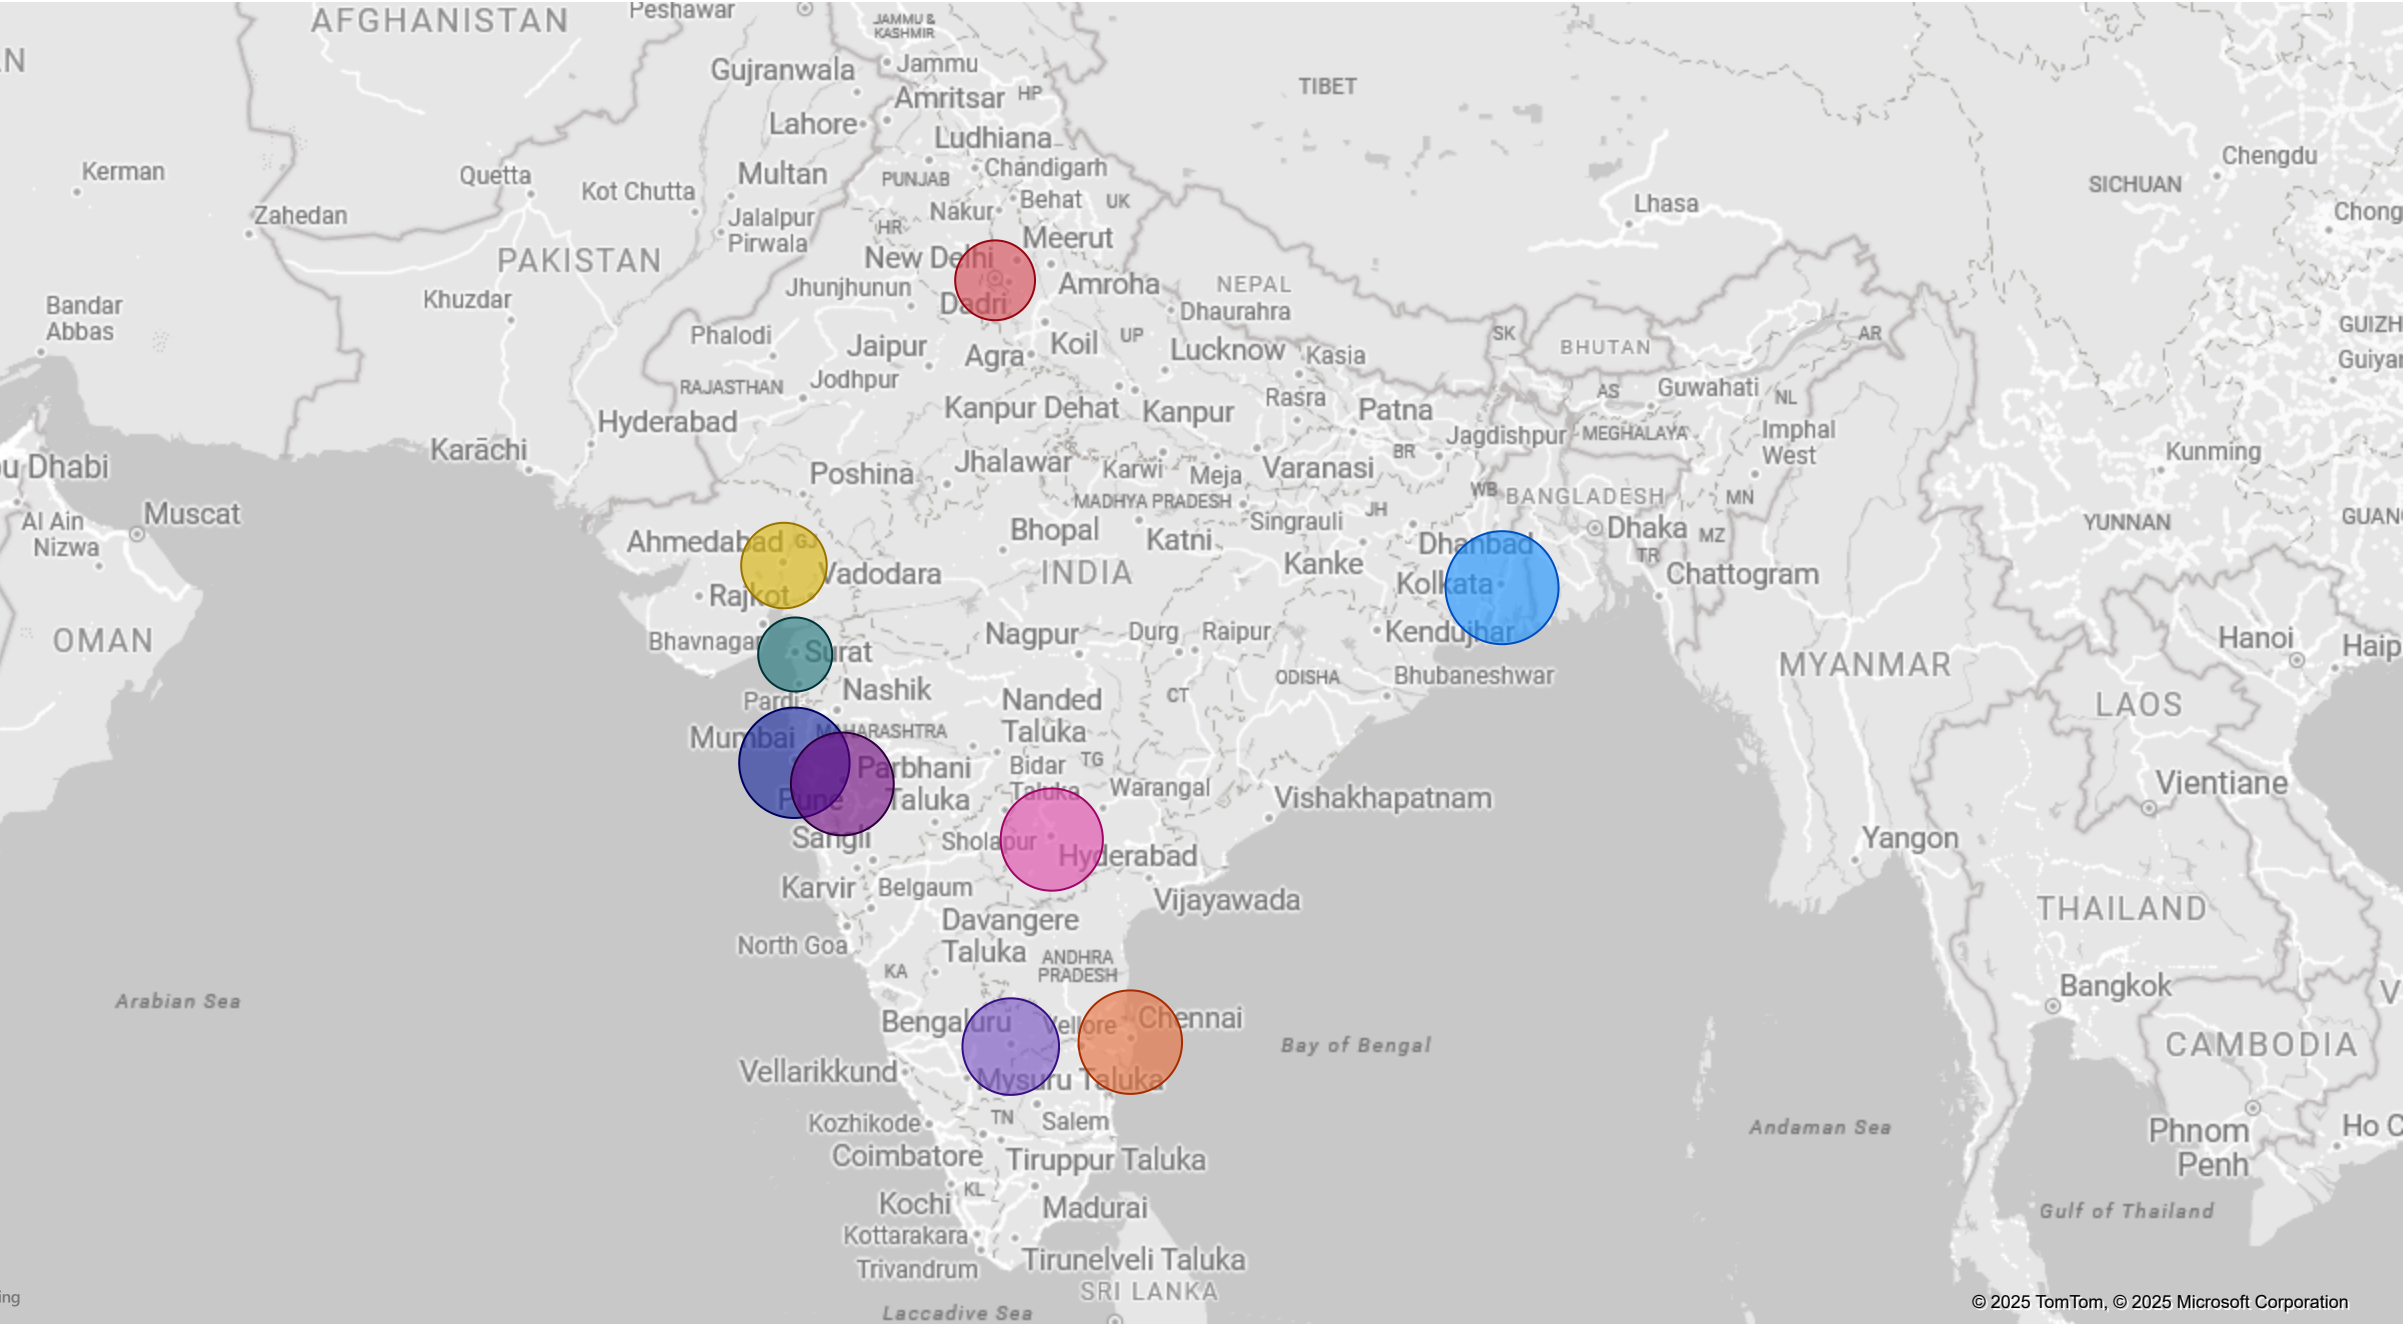 AFGHANISTAN
Peshawar
JAMMU &
KASHMIR
Gujranwala
Jammu
Amritsar
HP
TIBET
Lahore
Ludhiana
Chandigarh
Chengdu
Kerman
Quetta
Kot Chutta
Multan
PUNJAB
SICHUAN
Behat
UK
Zahedan
Jalalpur
Pirwala
Nakur
HR
Lhasa
Chong
PAKISTAN
New Delhi
Meerut
Jhunjhunun
Amroha
NEPAL
Khuzdar
Dadri
Dhaurahra
Bandar
Abbas
Phalodi
Jaipur
Agra
Koil
UP
Lucknow
Kasia
SK
BHUTAN
AR
GUIZH
Guiyan
RAJASTHAN
Jodhpur
Rasra
AS
Guwahati
NL
Hyderabad
Kanpur Dehat
Kanpur
Patna
Jagdishpur
MEGHALAYA
Imphal
West
Karāchi
BR
Kunming
u Dhabi
Poshina
Jhalawar
Karwi
Meja
Varanasi
MADHYA PRADESH
WB
BANGLADESH
MN
Al Ain
Nizwa
Muscat
Ahmedabad
GJ
Bhopal
Katni
Singrauli
JH
Dhanbad
Dhaka
MZ
TR
YUNNAN
GUAN
Vadodara
INDIA
Kanke
Kolkata
Chattogram
Rajkot
OMAN
Bhavnagar
Surat
Nagpur
Durg
Raipur
Kendujhar
Hanoi
Haip
MYANMAR
Pardi
Nashik
Nanded
Taluka
CT
ODISHA
Bhubaneshwar
LAOS
Mumbai
MAHARASHTRA
Parbhani
Taluka
Bidar
Taluka
TG
Warangal
Vientiane
Pune
Vishakhapatnam
Sangli
Sholapur
Hyderabad
Yangon
Karvir
Belgaum
Vijayawada
THAILAND
North Goa
Davangere
Taluka
KA
ANDHRA
PRADESH
Bangkok
V
Arabian Sea
Bengaluru
Vellore
Chennai
Bay of Bengal
CAMBODIA
Vellarikkund
Mysuru Taluka
Kozhikode
TN
Salem
Andaman Sea
Phnom
Penh
Ho C
Coimbatore
Tiruppur Taluka
Kochi
KL
Madurai
Gulf of Thailand
Kottarakara
Trivandrum
Tirunelveli Taluka
SRI LANKA
Laccadive Sea
ing
© 2025 TomTom, © 2025 Microsoft Corporation